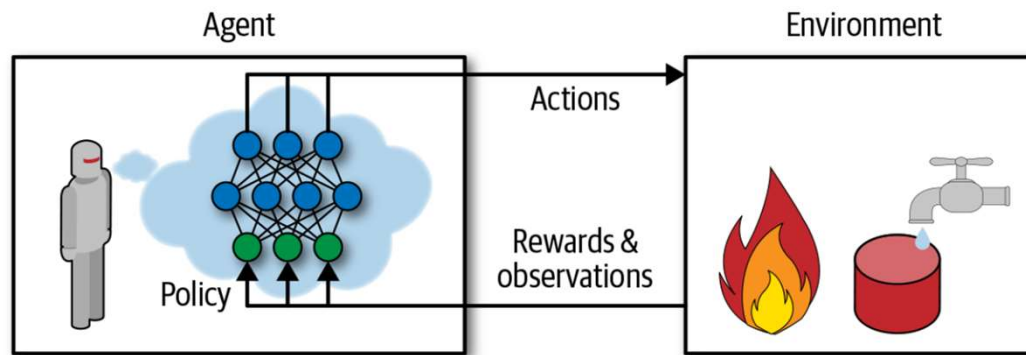 Agent
Environment
Actions
Rewards &
observations
Policy